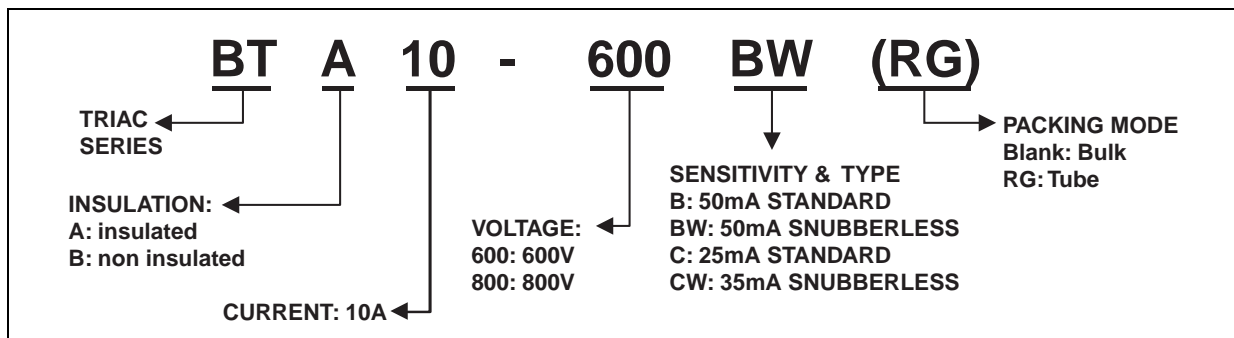 BT A 10 - 600 BW (RG)
TRIAC
SERIES
INSULATION:
A: insulated
B: non insulated
CURRENT: 10A
VOLTAGE:
600: 600V
800: 800V
SENSITIVITY & TYPE
B: 50mA STANDARD
BW: 50mA SNUBBERLESS
C: 25mA STANDARD
CW: 35mA SNUBBERLESS
PACKING MODE
Blank: Bulk
RG: Tube